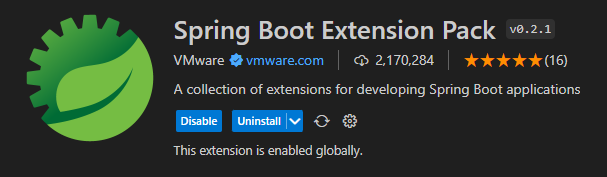 Spring Boot Extension Pack v0.2.1
VMware vmware.com 2,170,284 (16)
A collection of extensions for developing Spring Boot applications
Disable Uninstall
This extension is enabled globally.